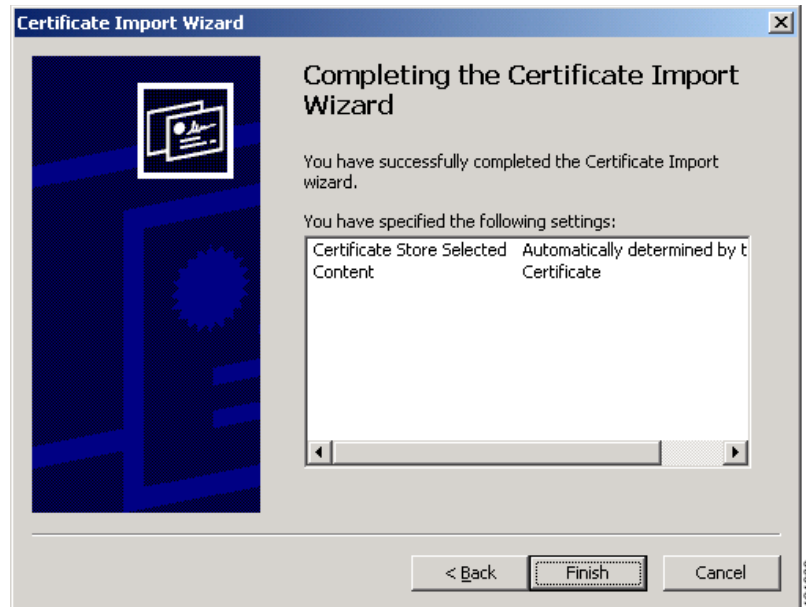 Certificate Import Wizard
Completing the Certificate Import
Wizard
You have successfully completed the Certificate Import
wizard.
You have specified the following settings:
Certificate Store Selected Automatically determined by t
Content Certificate
< Back Finish Cancel